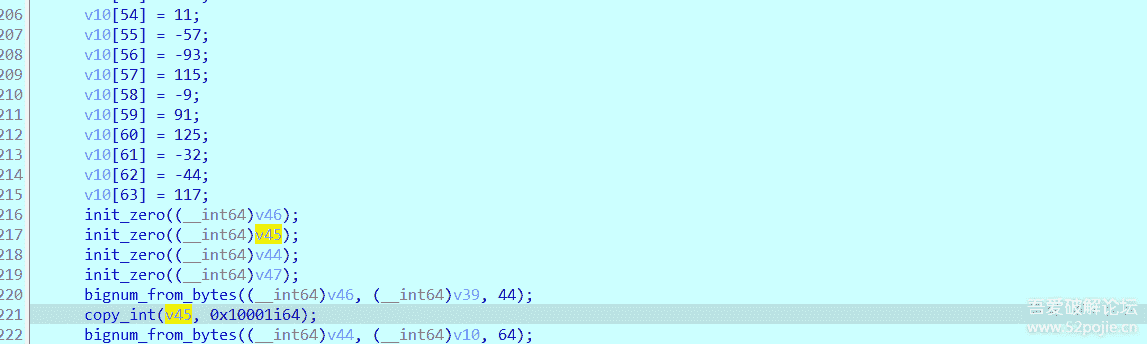 206 v10[54] = 11;
207 v10[55] = -57;
208 v10[56] = -93;
209 v10[57] = 115;
210 v10[58] = -9;
211 v10[59] = 91;
212 v10[60] = 125;
213 v10[61] = -32;
214 v10[62] = -44;
215 v10[63] = 117;
216 init_zero((__int64)v46);
217 init_zero((__int64)v45);
218 init_zero((__int64)v44);
219 init_zero((__int64)v47);
220 bignum_from_bytes((__int64)v46, (__int64)v39, 44);
221 copy_int(v45, 0x10001i64);
222 bignum_from_bytes((__int64)v44, (__int64)v10, 64);
吾爱破解论坛
www.52pojie.cn